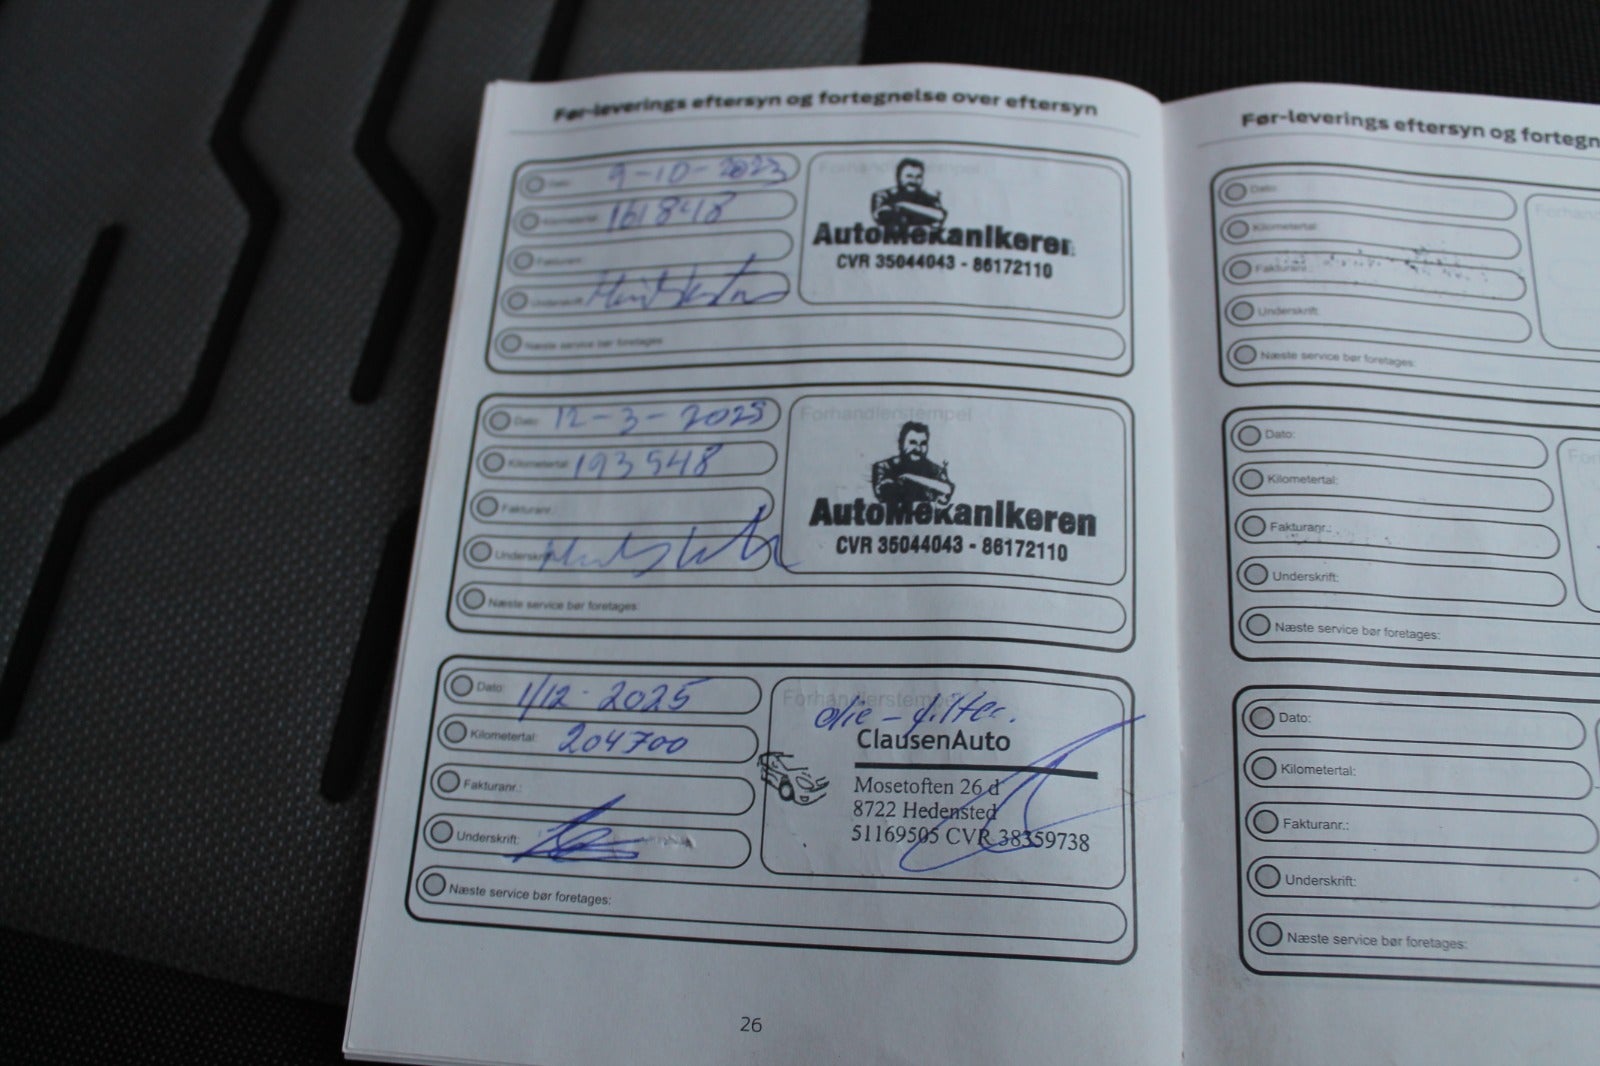 Før-leverings eftersyn og fortegnelse over eftersyn
Dato: 9-10-2023
Kilometertal: 161848
Fakturanr.:
Underskrift:
Næste service bør foretages:
Forhandlerstempel
AutoMekanikeren
CVR 35044043 - 86172110
Dato: 12-3-2025
Kilometertal: 193548
Fakturanr.:
Underskrift:
Næste service bør foretages:
Forhandlerstempel
AutoMekanikeren
CVR 35044043 - 86172110
Dato: 1/12-2025
Kilometertal: 204700
Fakturanr.:
Underskrift:
Næste service bør foretages:
Forhandlerstempel
olie-filter.
ClausenAuto
Mosetoften 26 d
8722 Hedensted
51169505 CVR 38359738
26
Før-leverings eftersyn og
Dato:
Kilometertal:
Fakturanr.:
Underskrift:
Næste service bør foretages:
Dato:
Kilometertal:
Fakturanr.:
Underskrift:
Næste service bør foretages:
Dato:
Kilometertal:
Fakturanr.:
Underskrift:
Næste service bør foretages: